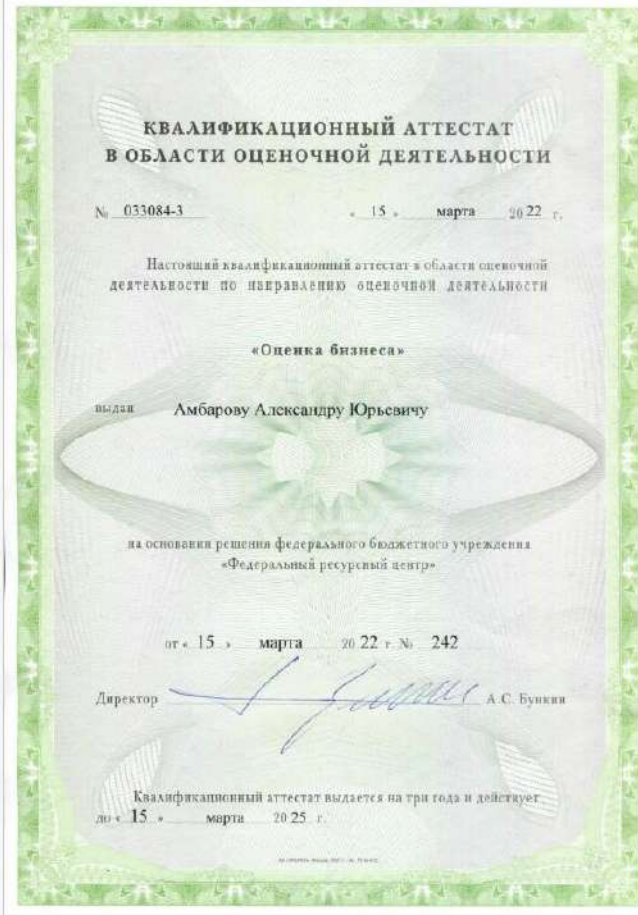 КВАЛИФИКАЦИОННЫЙ АТТЕСТАТ
В ОБЛАСТИ ОЦЕНОЧНОЙ ДЕЯТЕЛЬНОСТИ
№ 033084-3 « 15 » марта 20 22 г.
Настоящий квалификационный аттестат в области оценочной
деятельности по направлению оценочной деятельности
«Оценка бизнеса»
выдан Амбарову Александру Юрьевичу
на основании решения федерального бюджетного учреждения
«Федеральный ресурсный центр»
от « 15 » марта 20 22 г № 242
Директор А.С. Бункин
Квалификационный аттестат выдается на три года и действует
до « 15 » марта 20 25 г.